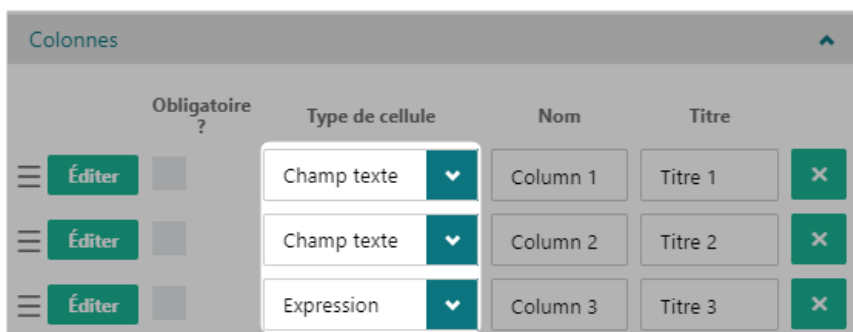 Colonnes
Obligatoire
?
Type de cellule
Nom
Titre
Éditer
Champ texte
Column 1
Titre 1
Éditer
Champ texte
Column 2
Titre 2
Éditer
Expression
Column 3
Titre 3